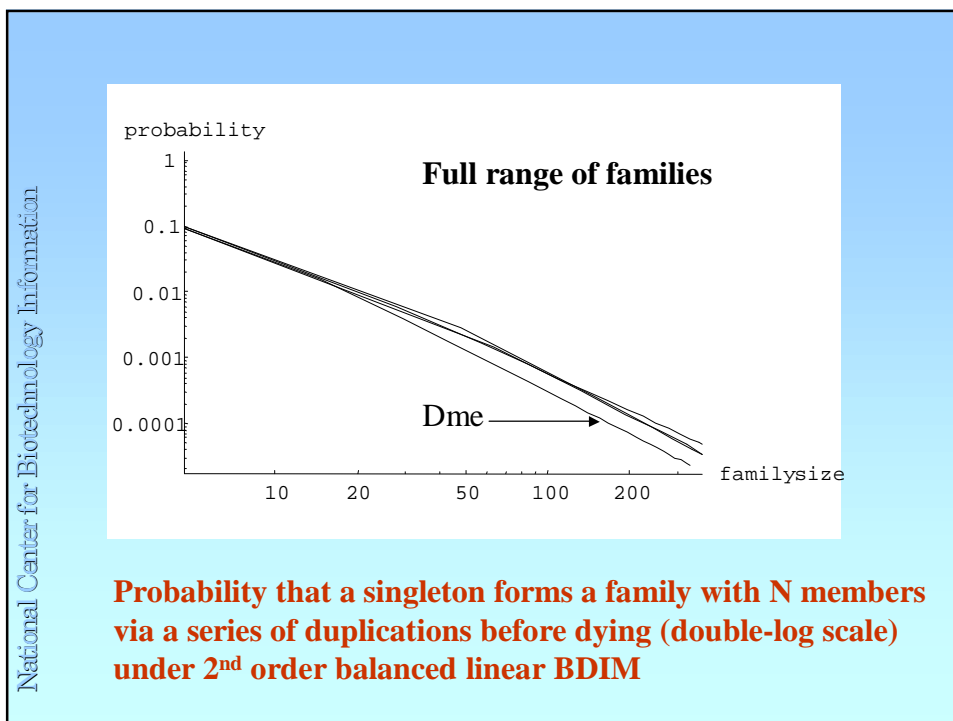 National Center for Biotechnology Information
probability
Full range of families
1
0.1
0.01
0.001
0.0001
Dme
familysize
10 20 50 100 200
Probability that a singleton forms a family with N members
via a series of duplications before dying (double-log scale)
under 2nd order balanced linear BDIM